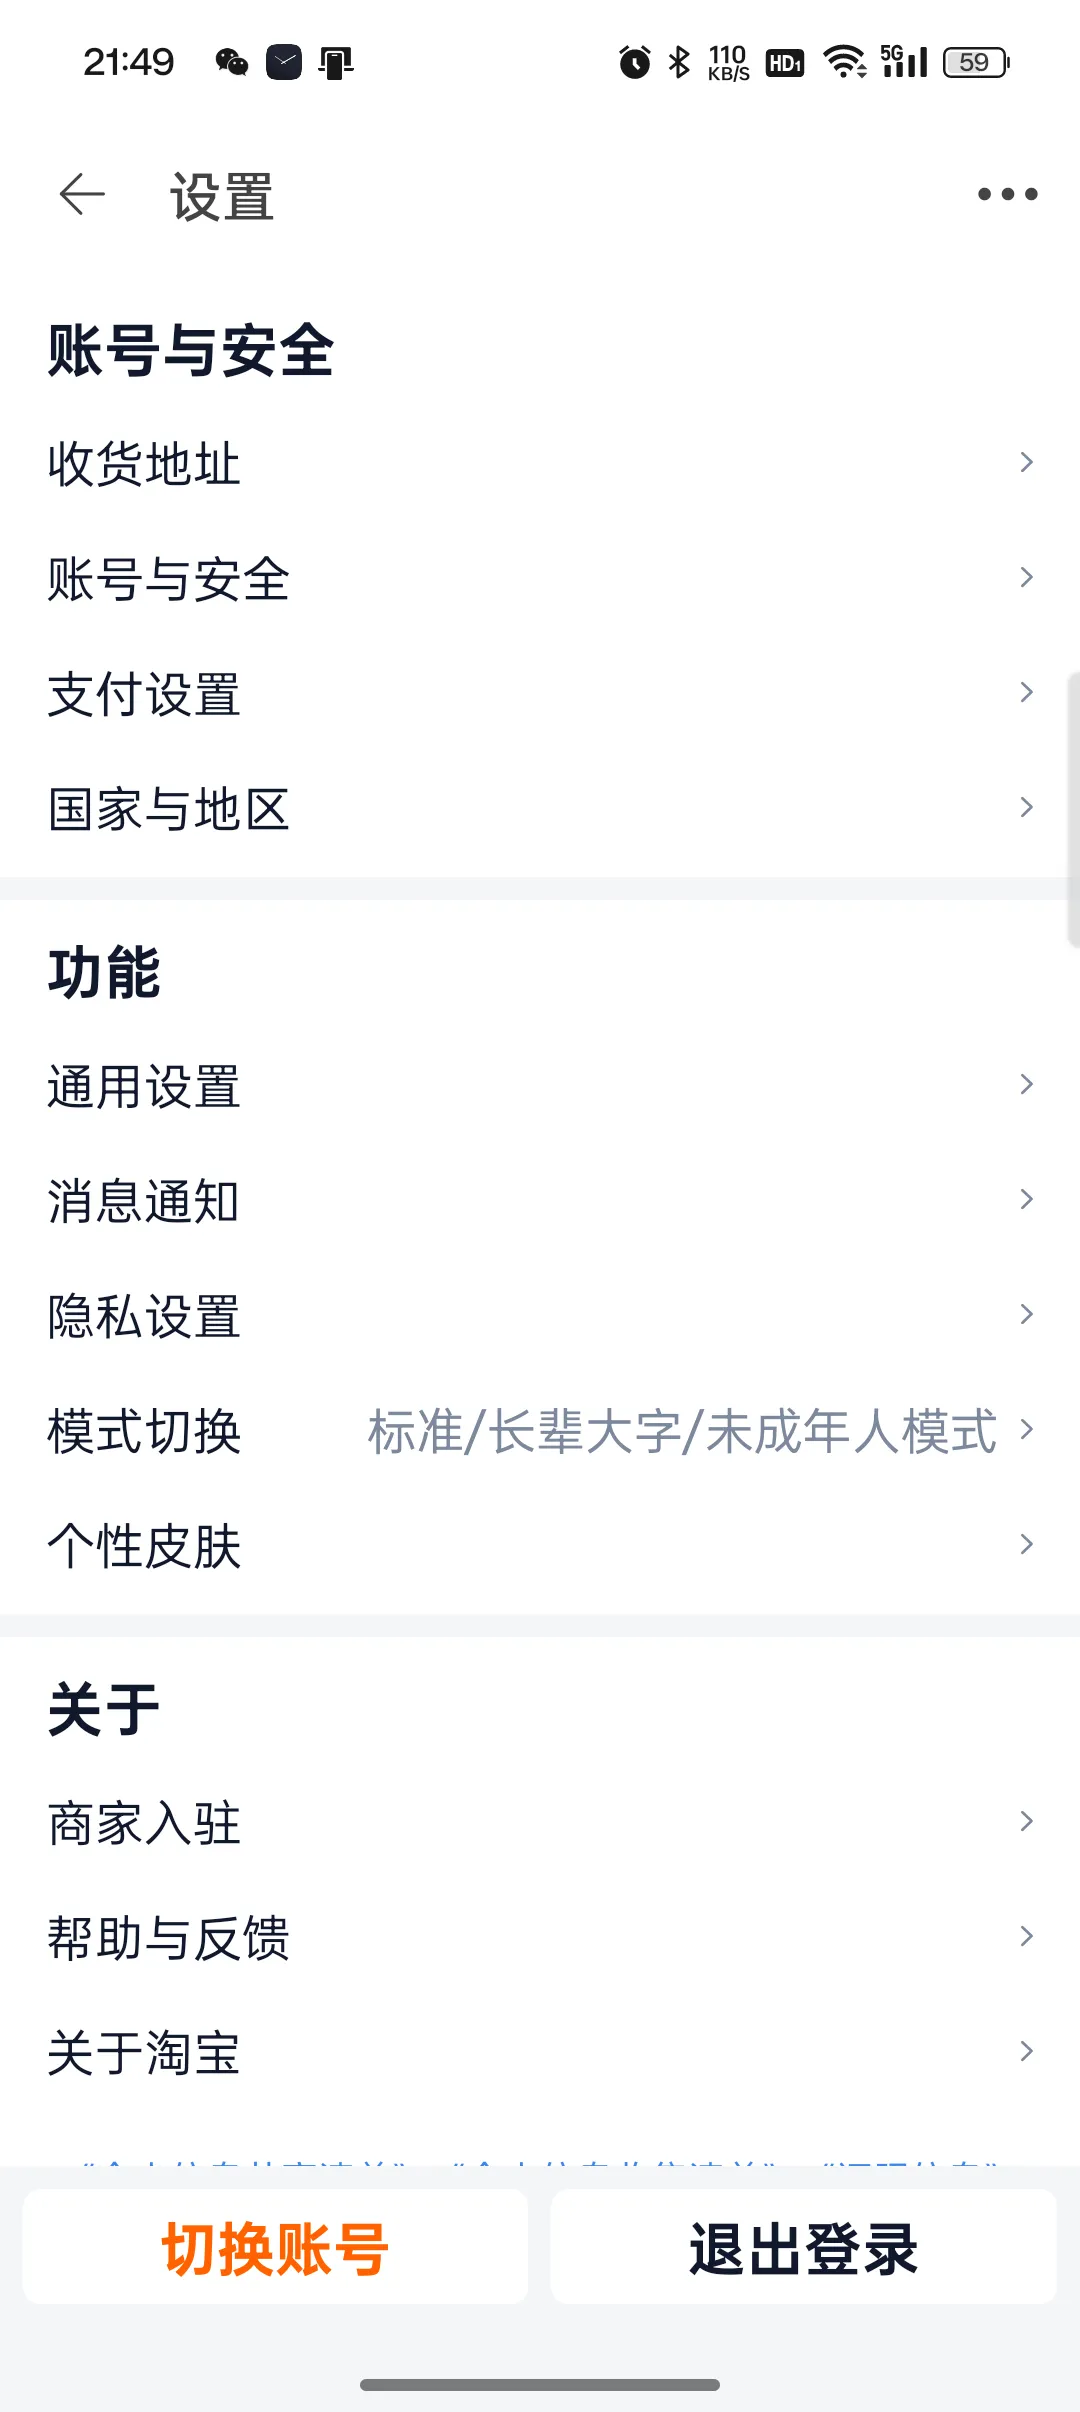 21:49 110 KB/S HD1 5G 59
设置
账号与安全
收货地址
账号与安全
支付设置
国家与地区
功能
通用设置
消息通知
隐私设置
模式切换 标准/长辈大字/未成年人模式
个性皮肤
关于
商家入驻
帮助与反馈
关于淘宝
切换账号 退出登录